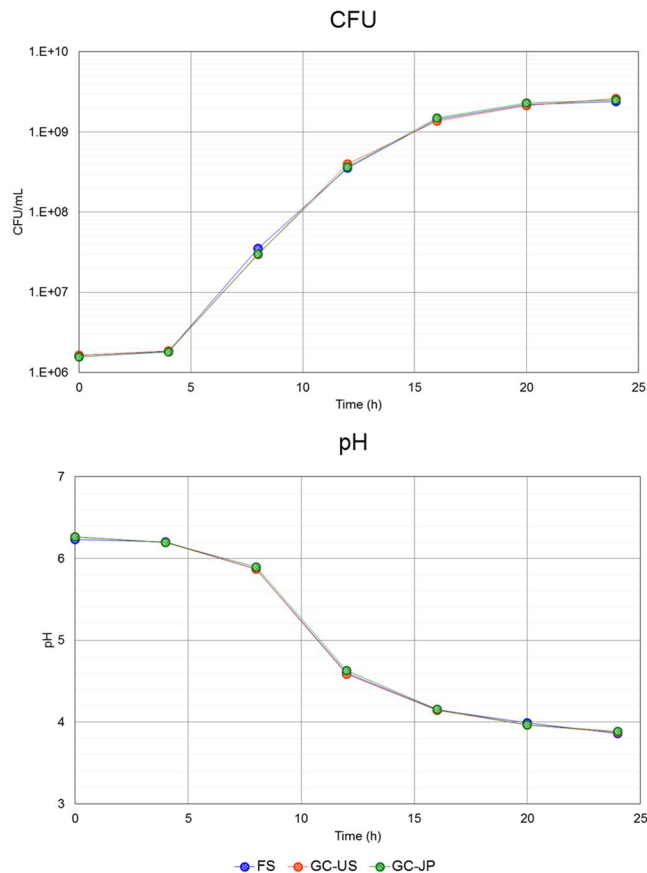 CFU
1.E+10
1.E+09
1.E+08
1.E+07
1.E+06
CFU/mL
0 5 10 15 20 25
Time (h)
pH
7
6
5
4
3
pH
0 5 10 15 20 25
Time (h)
FS GC-US GC-JP